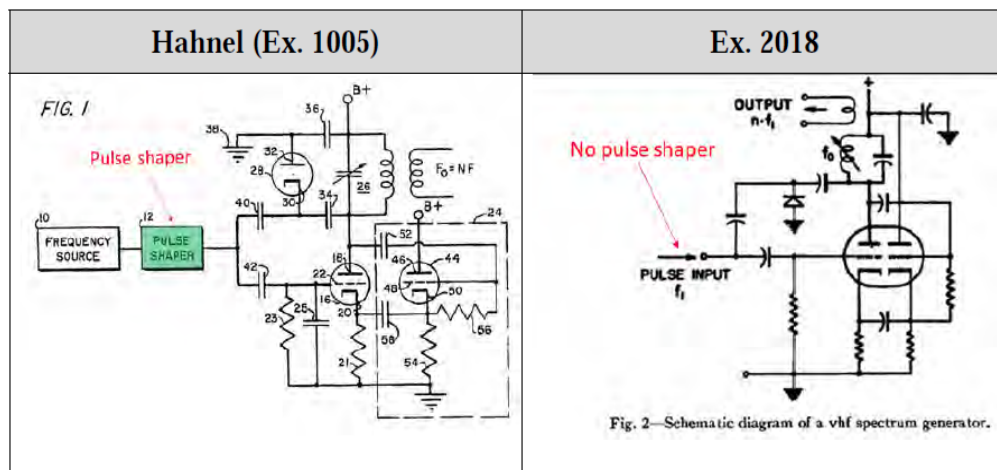 Hahnel (Ex. 1005)
Ex. 2018
FIG. 1
Pulse shaper
10
FREQUENCY
SOURCE
12
PULSE
SHAPER
38
36
B+
32
28
30
40
34
26
F₀ = NF
B+
24
52
42
18
22
16
20
46
44
48
50
23
25
58
56
21
54
No pulse shaper
OUTPUT
n·f₁
+
f₀
PULSE INPUT
f₁
Fig. 2—Schematic diagram of a vhf spectrum generator.